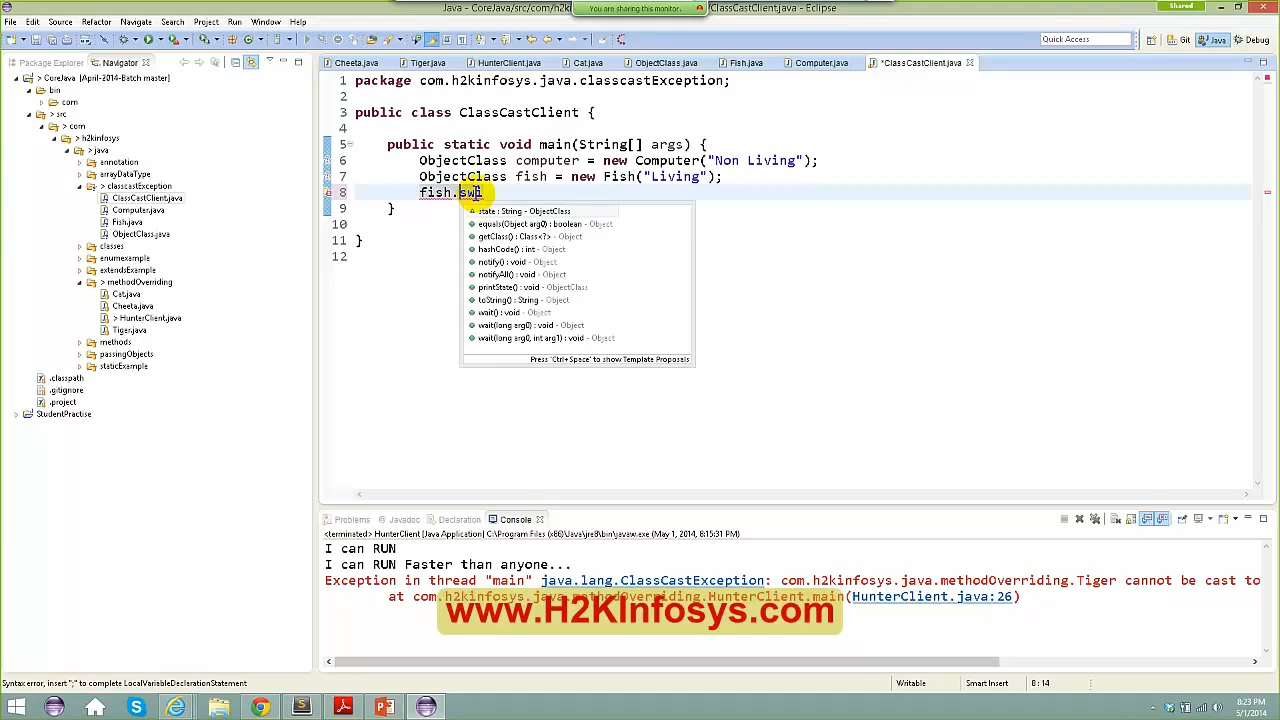 Java - CoreJava/src/com/h2ki
You are sharing this monitor.
ClassCastClient.java - Eclipse
Shared
File Edit Source Refactor Navigate Search Project Run Window Help
Quick Access
Git
Java
Debug
Package Explorer
Navigator
Cheeta.java
Tiger.java
HunterClient.java
Cat.java
ObjectClass.java
Fish.java
Computer.java
*ClassCastClient.java
> CoreJava [April-2014-Batch master]
bin
com
> src
> com
> h2kinfosys
> java
annotation
arrayDataType
> classcastException
ClassCastClient.java
Computer.java
Fish.java
ObjectClass.java
classes
enumexample
extendsExample
> methodOverriding
Cat.java
Cheeta.java
> HunterClient.java
Tiger.java
methods
passingObjects
staticExample
.classpath
.gitignore
.project
StudentPractise
1 package com.h2kinfosys.java.classcastException;
2
3 public class ClassCastClient {
4
5 public static void main(String[] args) {
6 ObjectClass computer = new Computer("Non Living");
7 ObjectClass fish = new Fish("Living");
8 fish.swi
9 }
10
11 }
12
state : String - ObjectClass
equals(Object arg0) : boolean - Object
getClass() : Class<?> - Object
hashCode() : int - Object
notify() : void - Object
notifyAll() : void - Object
printState() : void - ObjectClass
toString() : String - Object
wait() : void - Object
wait(long arg0) : void - Object
wait(long arg0, int arg1) : void - Object
Press 'Ctrl+Space' to show Template Proposals
Problems
Javadoc
Declaration
Console
<terminated> HunterClient [Java Application] C:\Program Files (x86)\Java\jre8\bin\javaw.exe (May 1, 2014, 8:15:31 PM)
I can RUN
I can RUN Faster than anyone...
Exception in thread "main" java.lang.ClassCastException: com.h2kinfosys.java.methodOverriding.Tiger cannot be cast to
at com.h2kinfosys.java.methodOverriding.HunterClient.main(HunterClient.java:26)
www.H2KInfosys.com
Syntax error, insert ";" to complete LocalVariableDeclarationStatement
Writable
Smart Insert
8 : 14
8:23 PM
5/1/2014